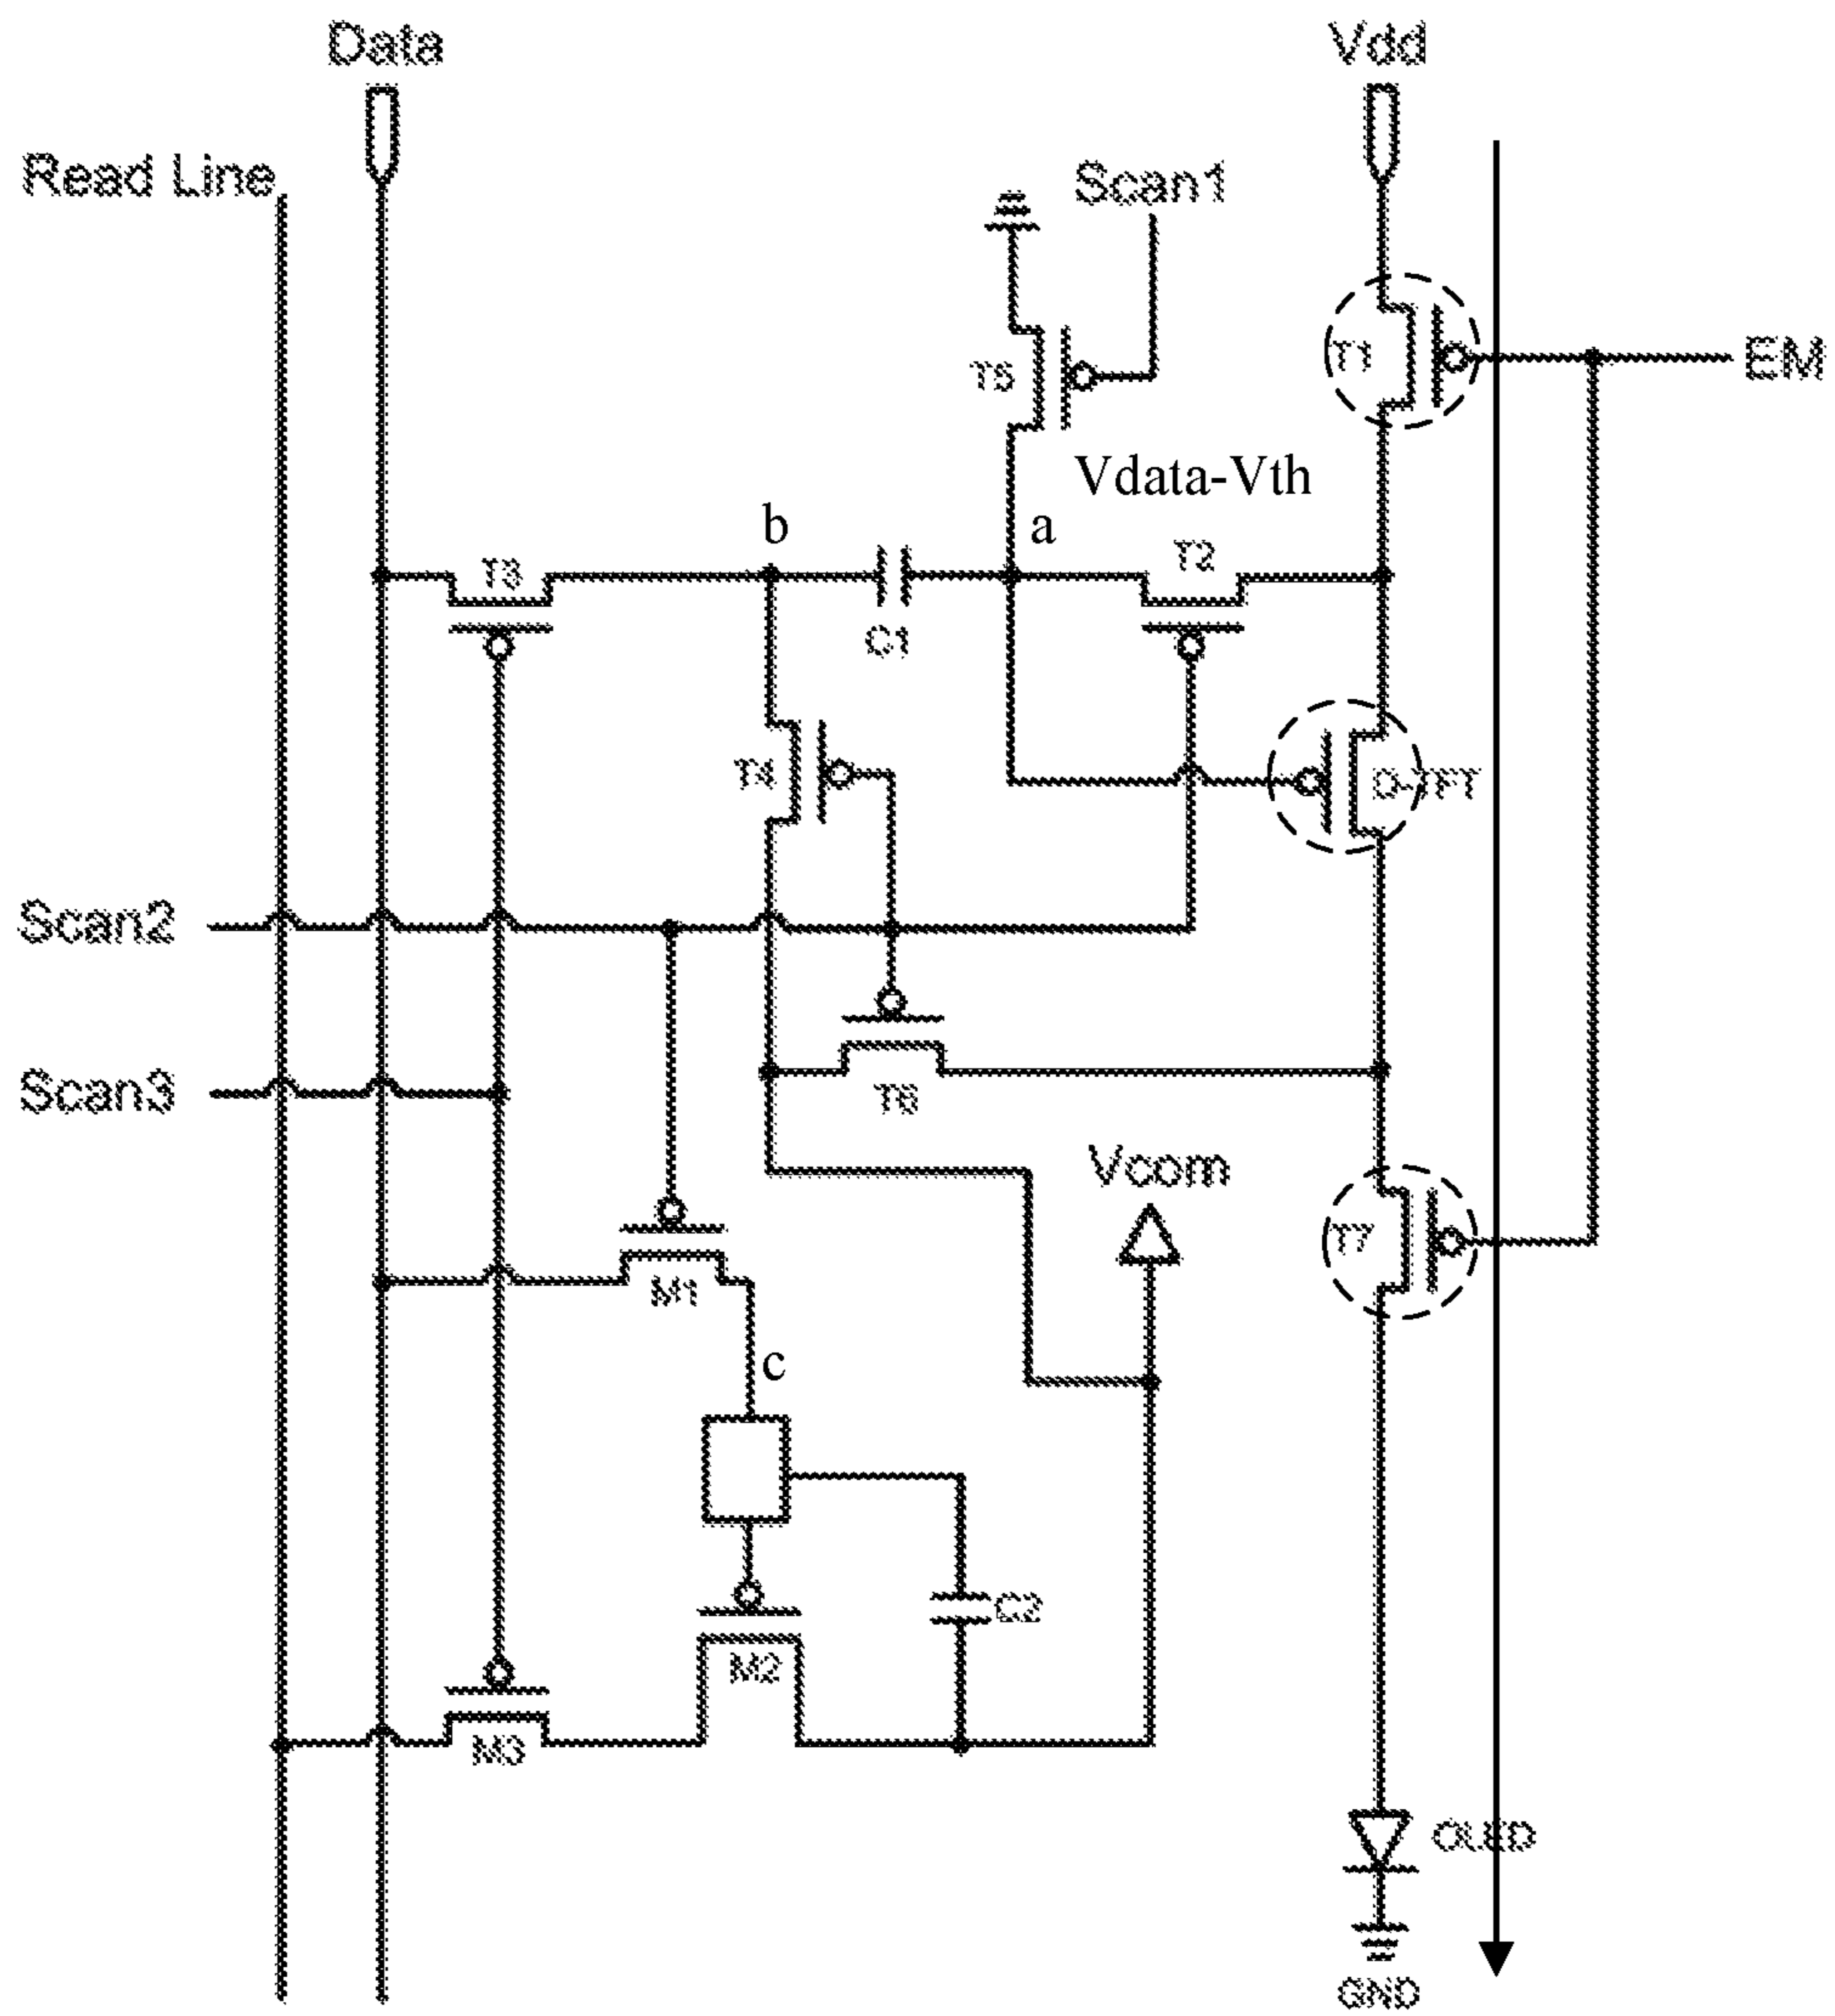 Data
Vdd
Read Line
Scan1
T1
EM
T5
Vdata-Vth
b
a
T3
T2
C1
T4
D-TFT
Scan2
Scan3
T6
Vcom
T7
M1
c
C2
M2
M3
OLED
GND